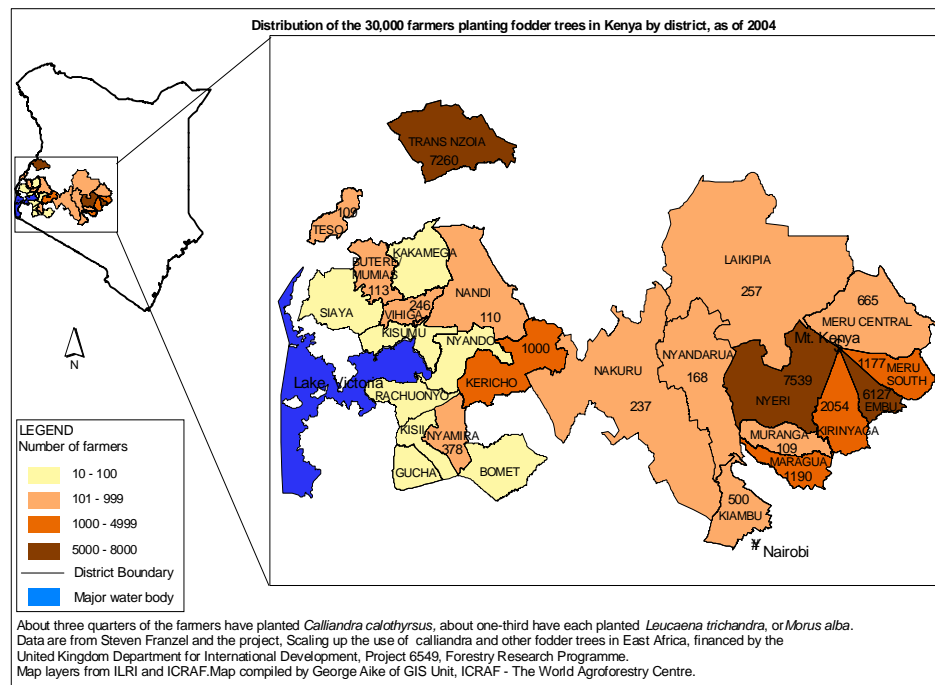 Distribution of the 30,000 farmers planting fodder trees in Kenya by district, as of 2004
TRANS NZOIA
7260
109
TESO
KAKAMEGA
BUTERE
MUMIAS
113
LAIKIPIA
257
NANDI
110
246
VIHIGA
SIAYA
KISUMU
NYANDO
665
MERU CENTRAL
Mt. Kenya
1000
KERICHO
NYANDARUA
168
NAKURU
237
1177
MERU
SOUTH
7539
NYERI
6127
EMBU
2054
KIRINYAGA
Lake Victoria
RACHUONYO
KISII
NYAMIRA
378
GUCHA
BOMET
MURANGA
109
MARAGUA
1190
500
KIAMBU
Nairobi
N
LEGEND
Number of farmers
10 - 100
101 - 999
1000 - 4999
5000 - 8000
District Boundary
Major water body
About three quarters of the farmers have planted Calliandra calothyrsus, about one-third have each planted Leucaena trichandra, or Morus alba.
Data are from Steven Franzel and the project, Scaling up the use of calliandra and other fodder trees in East Africa, financed by the
United Kingdom Department for International Development, Project 6549, Forestry Research Programme.
Map layers from ILRI and ICRAF.Map compiled by George Aike of GIS Unit, ICRAF - The World Agroforestry Centre.